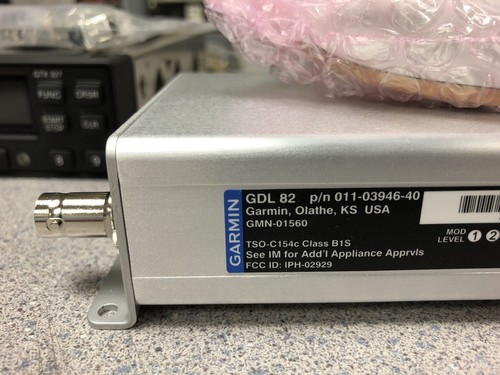 GTX 327
FUNC
CRSR
START
STOP
CLR
8
9
GARMIN
GDL 82 p/n 011-03946-40
Garmin, Olathe, KS USA
GMN-01560
TSO-C154c Class B1S
See IM for Add'l Appliance Apprvls
FCC ID: IPH-02929
MOD
LEVEL 1 2